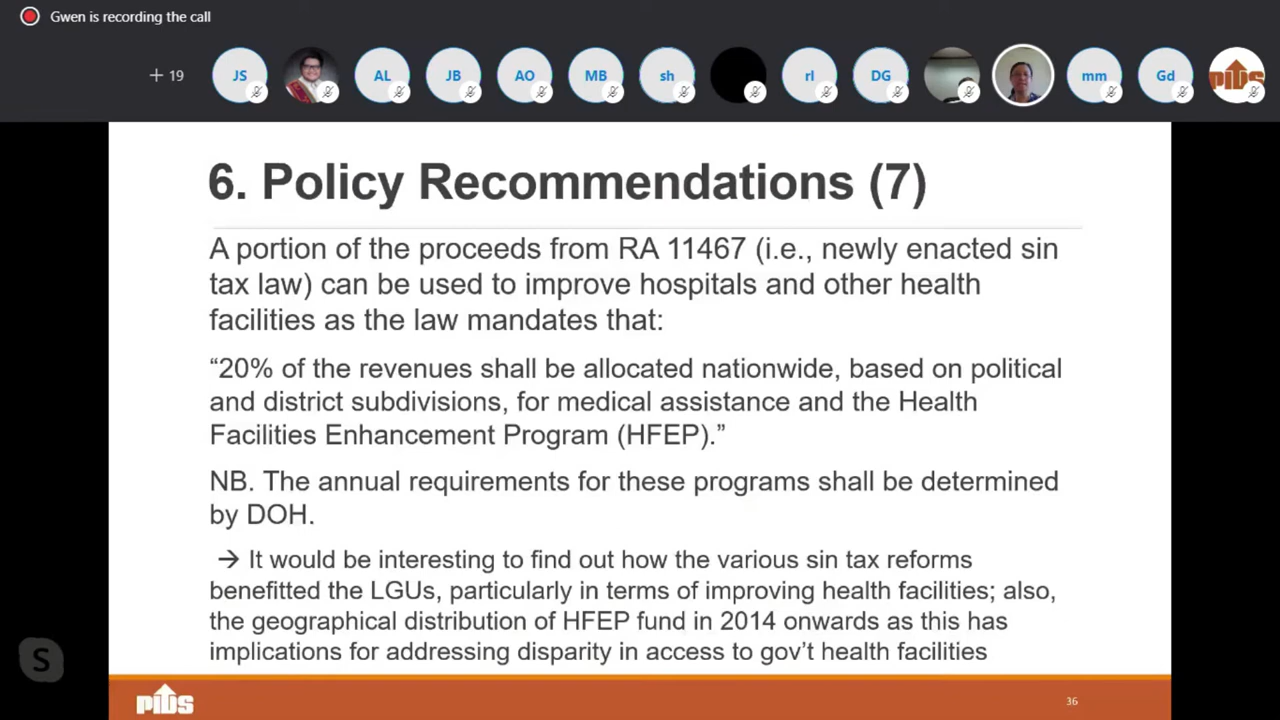 Gwen is recording the call
+ 19
JS
AL
JB
AO
MB
sh
rl
DG
mm
Gd
PIDS
6. Policy Recommendations (7)
A portion of the proceeds from RA 11467 (i.e., newly enacted sin
tax law) can be used to improve hospitals and other health
facilities as the law mandates that:
“20% of the revenues shall be allocated nationwide, based on political
and district subdivisions, for medical assistance and the Health
Facilities Enhancement Program (HFEP).”
NB. The annual requirements for these programs shall be determined
by DOH.
→ It would be interesting to find out how the various sin tax reforms
benefitted the LGUs, particularly in terms of improving health facilities; also,
the geographical distribution of HFEP fund in 2014 onwards as this has
implications for addressing disparity in access to gov’t health facilities
S
PIDS
36